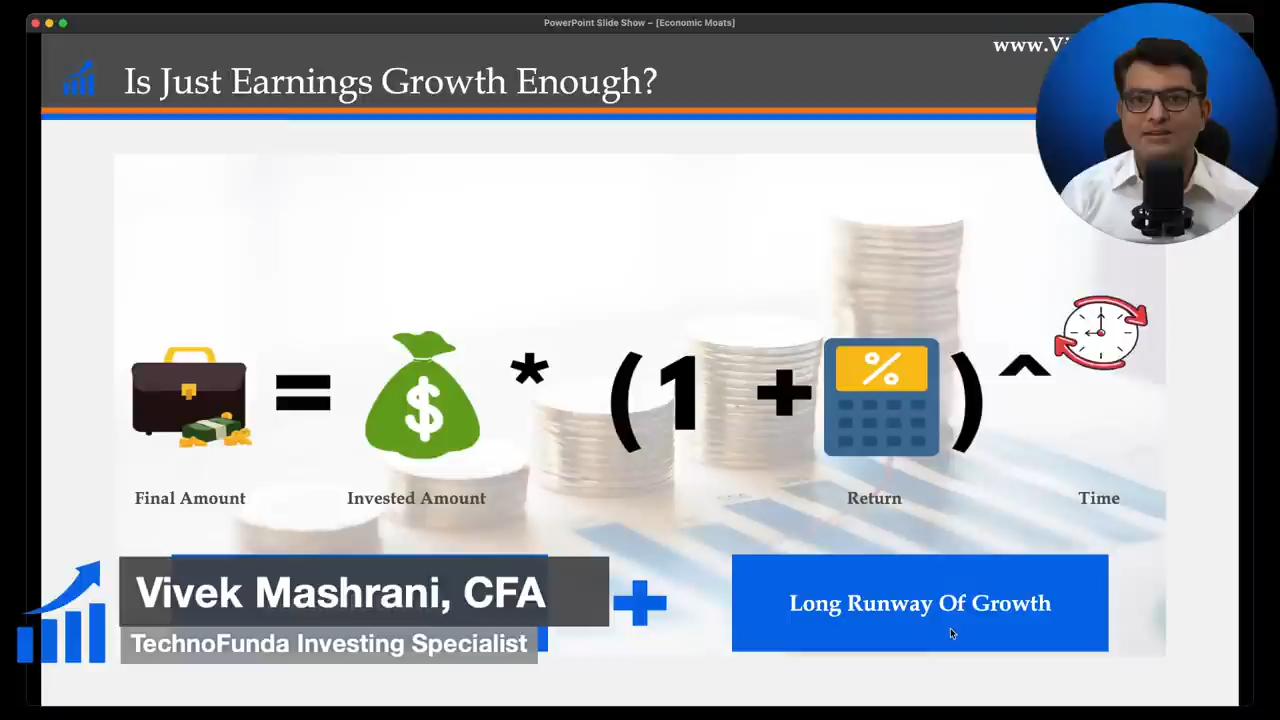 PowerPoint Slide Show – [Economic Moats]
www.Vi
Is Just Earnings Growth Enough?
= $ * (1 + % ) ^
Final Amount
Invested Amount
Return
Time
Vivek Mashrani, CFA
TechnoFunda Investing Specialist
+
Long Runway Of Growth